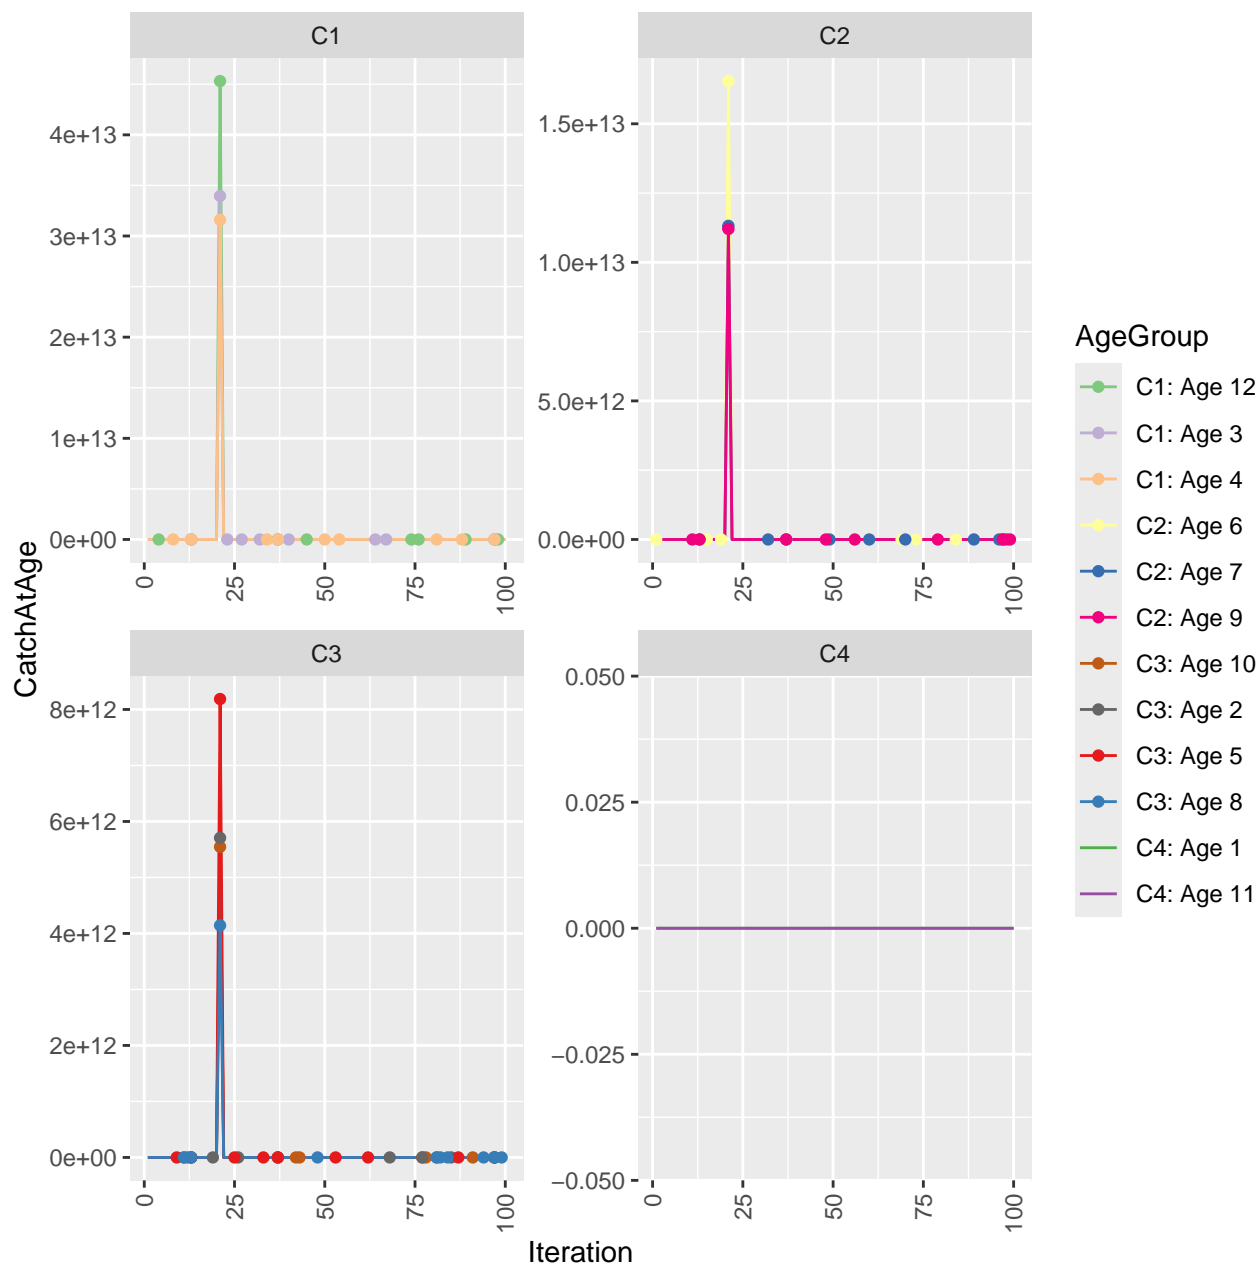 C1
C2
4e+13
3e+13
2e+13
1e+13
0e+00
1.5e+13
1.0e+13
5.0e+12
0.0e+00
0
25
50
75
100
0
25
50
75
100
C3
C4
8e+12
6e+12
4e+12
2e+12
0e+00
0.050
0.025
0.000
−0.025
−0.050
0
25
50
75
100
0
25
50
75
100
Iteration
CatchAtAge
AgeGroup
C1: Age 12
C1: Age 3
C1: Age 4
C2: Age 6
C2: Age 7
C2: Age 9
C3: Age 10
C3: Age 2
C3: Age 5
C3: Age 8
C4: Age 1
C4: Age 11